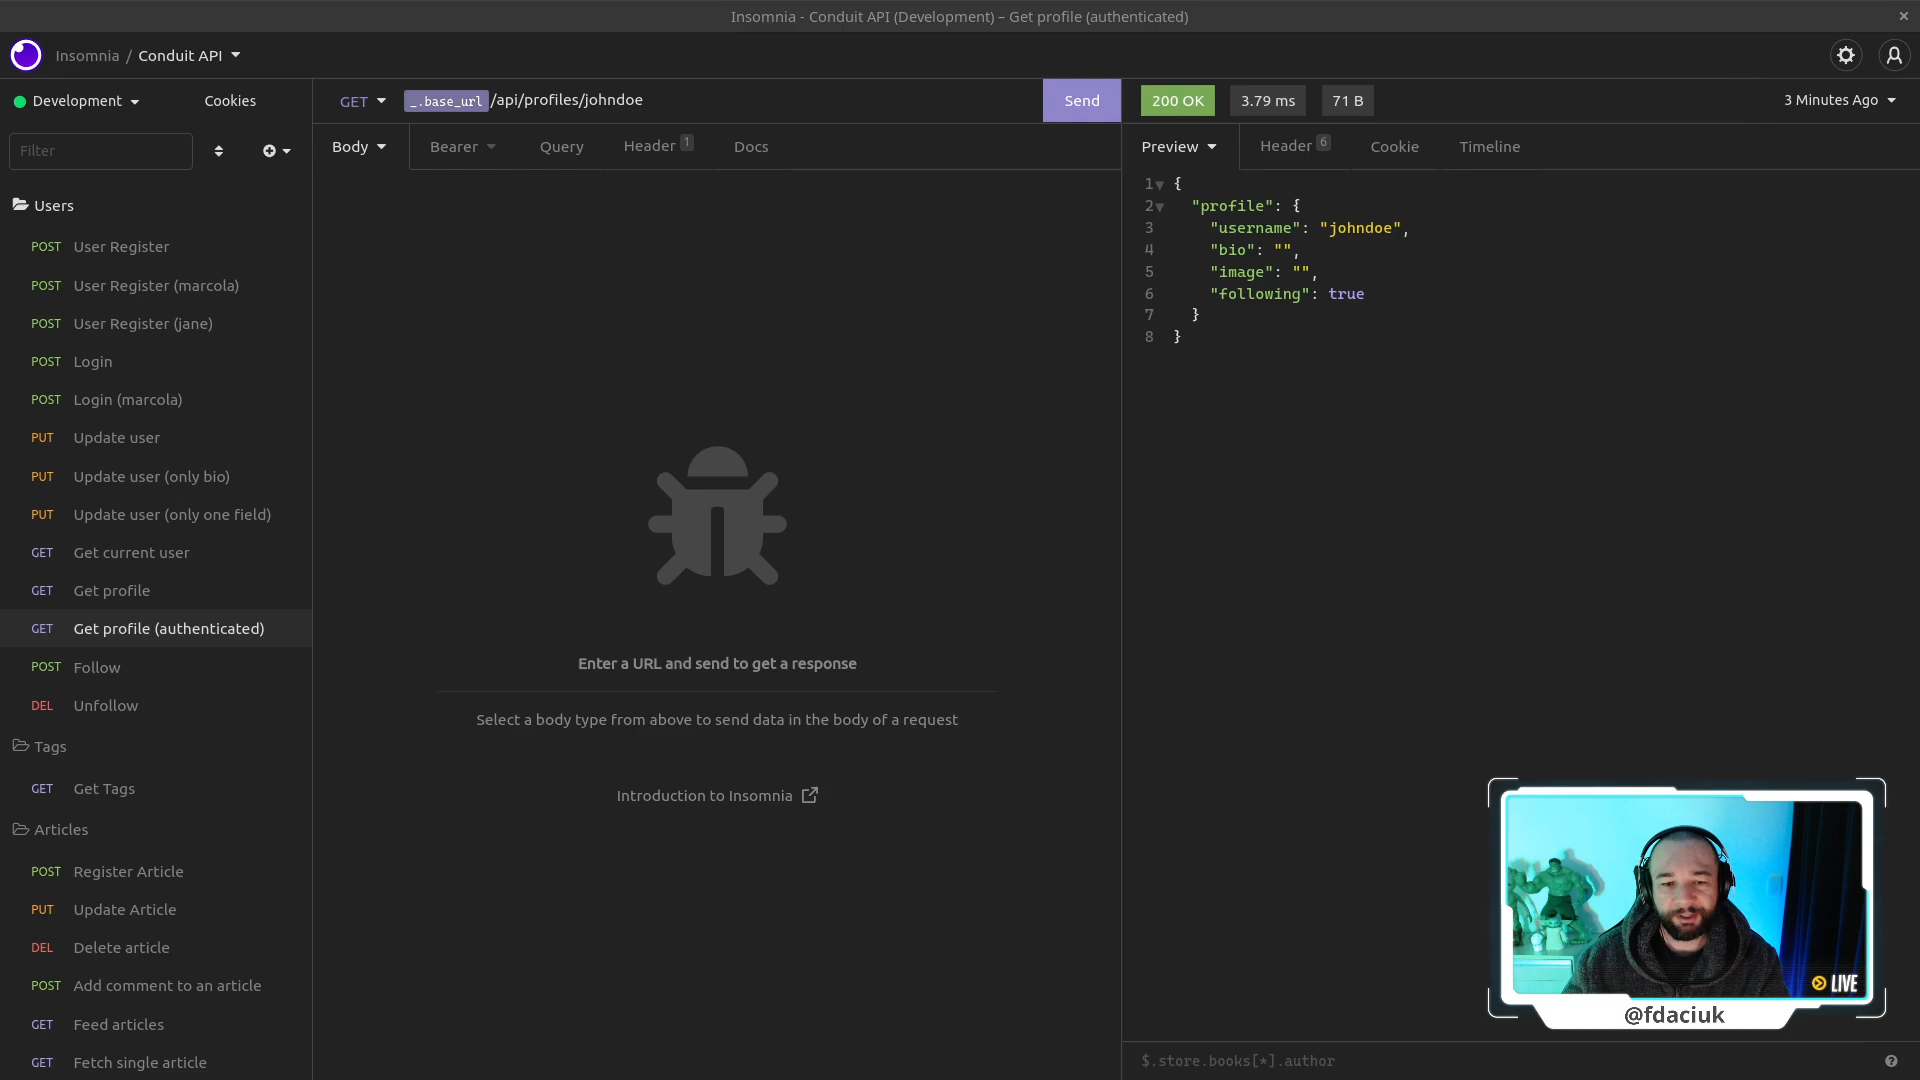 Insomnia - Conduit API (Development) – Get profile (authenticated)
Insomnia / Conduit API
Development
Cookies
Filter
Users
POST User Register
POST User Register (marcola)
POST User Register (jane)
POST Login
POST Login (marcola)
PUT Update user
PUT Update user (only bio)
PUT Update user (only one field)
GET Get current user
GET Get profile
GET Get profile (authenticated)
POST Follow
DEL Unfollow
Tags
GET Get Tags
Articles
POST Register Article
PUT Update Article
DEL Delete article
POST Add comment to an article
GET Feed articles
GET Fetch single article
GET _.base_url/api/profiles/johndoe
Send
Body Bearer Query Header 1 Docs
Enter a URL and send to get a response
Select a body type from above to send data in the body of a request
Introduction to Insomnia
200 OK 3.79 ms 71 B 3 Minutes Ago
Preview Header 6 Cookie Timeline
1 {
2 "profile": {
3 "username": "johndoe",
4 "bio": "",
5 "image": "",
6 "following": true
7 }
8 }
LIVE
@fdaciuk
$.store.books[*].author